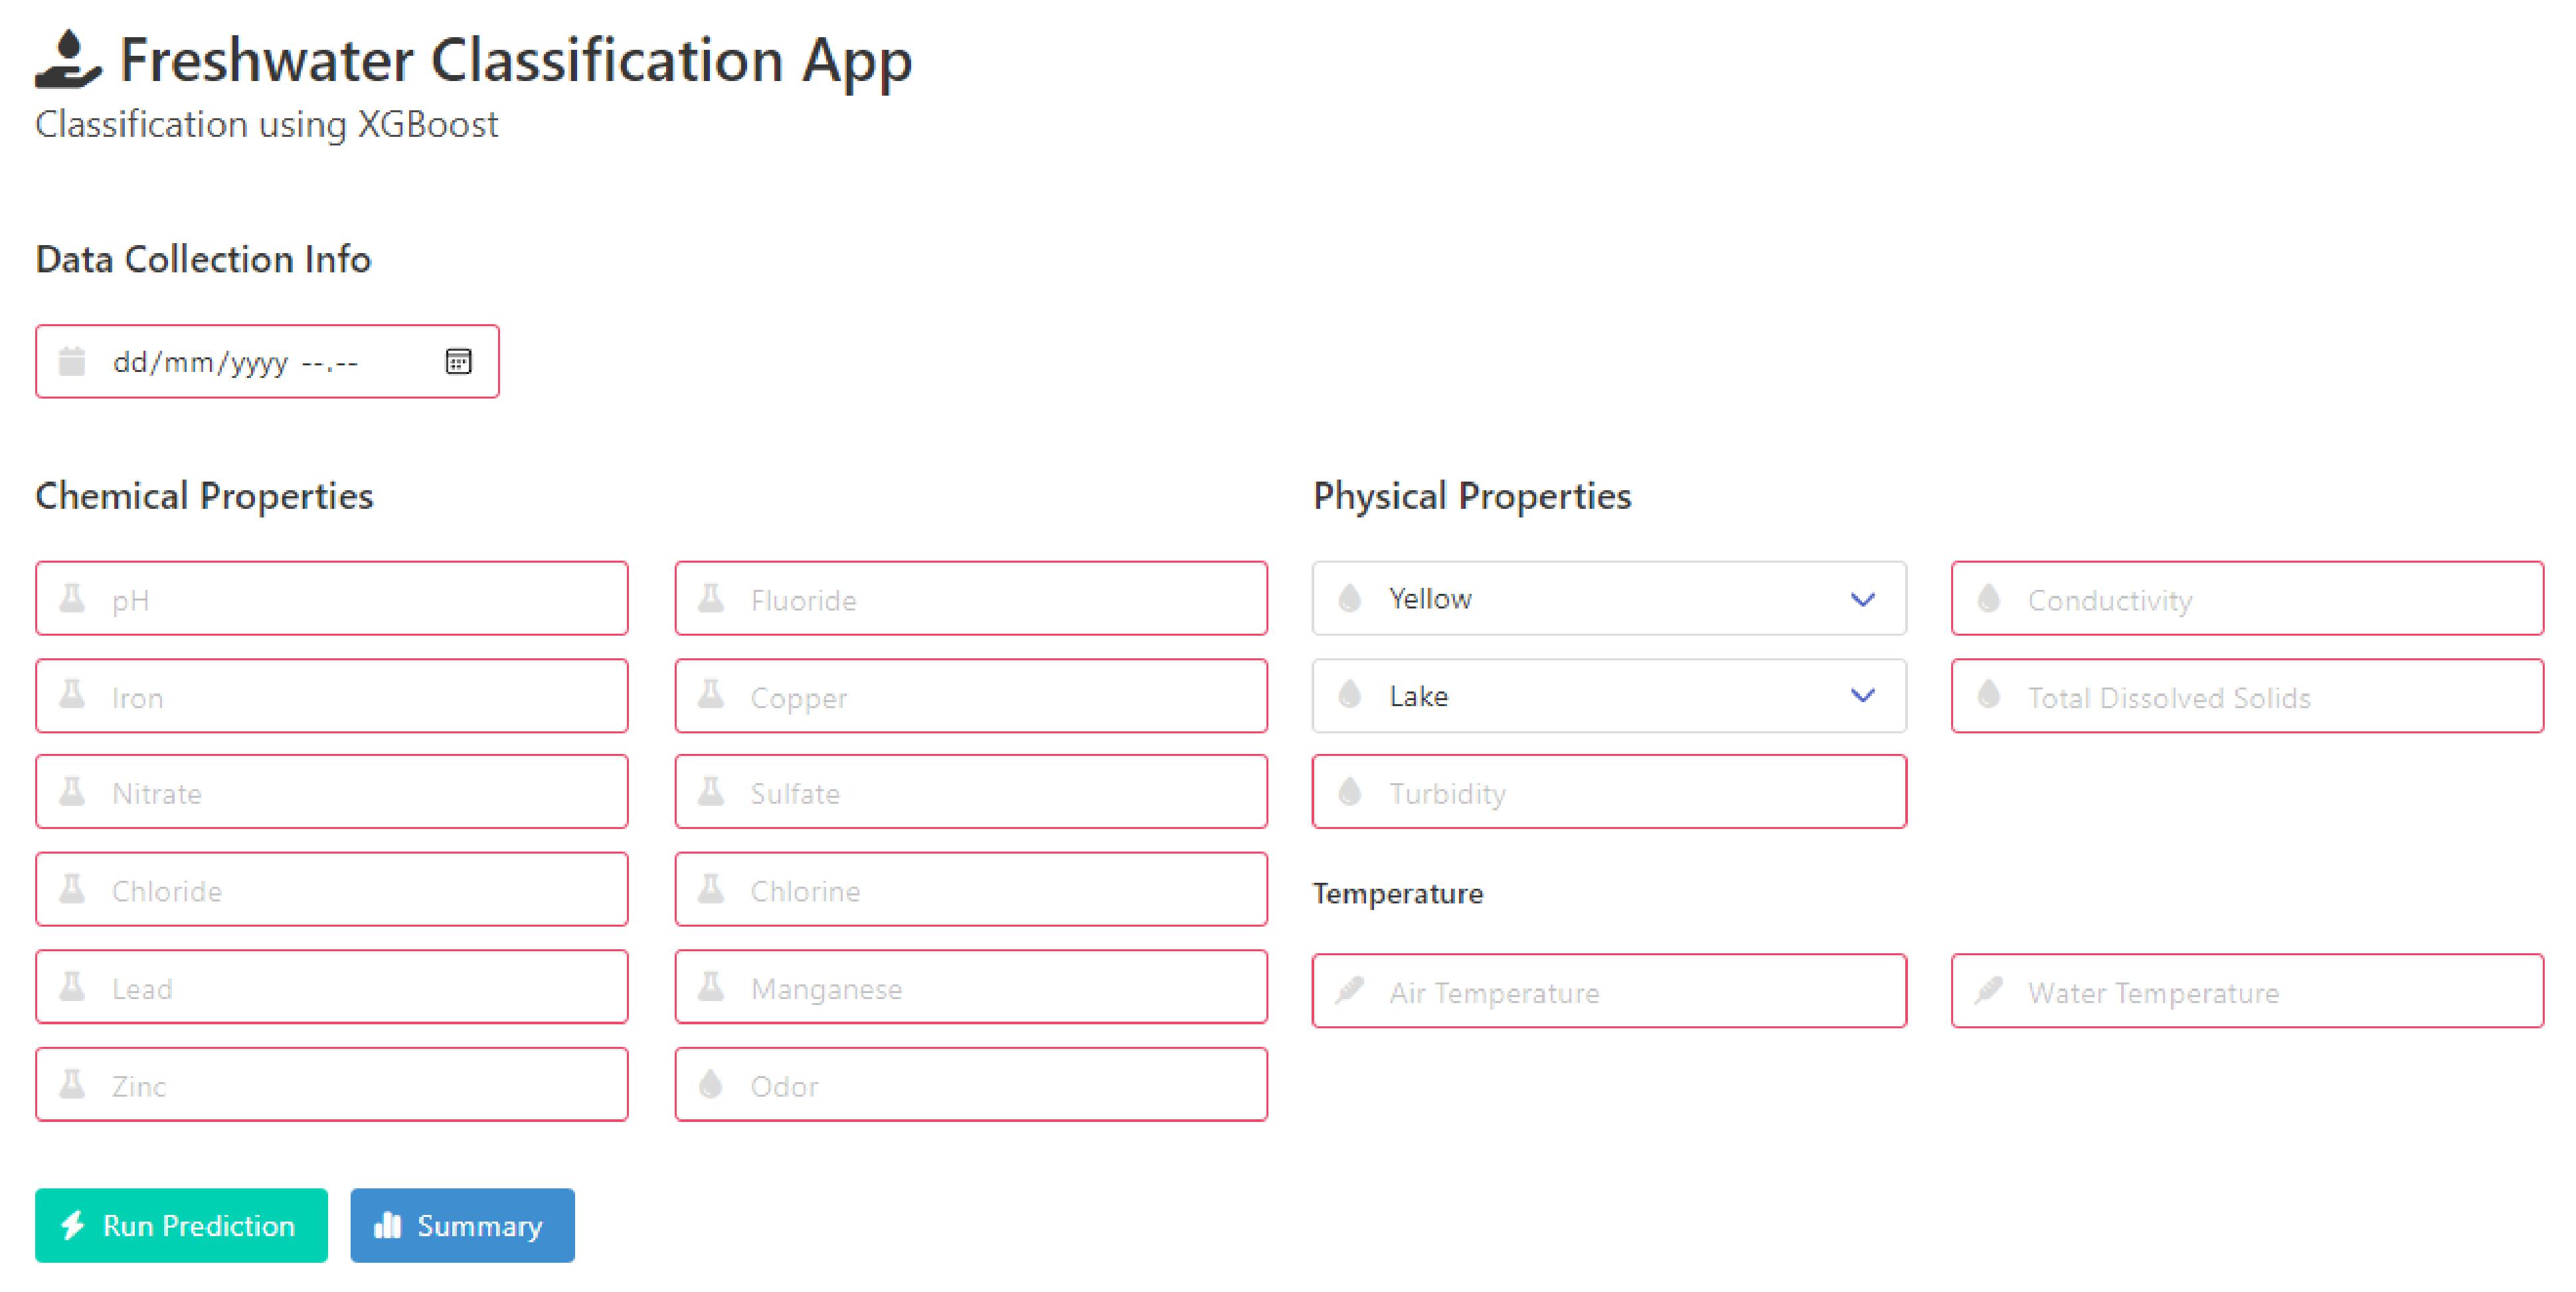 Freshwater Classification App
Classification using XGBoost
Data Collection Info
dd/mm/yyyy --.--
Chemical Properties
pH
Fluoride
Iron
Copper
Nitrate
Sulfate
Chloride
Chlorine
Lead
Manganese
Zinc
Odor
Physical Properties
Yellow
Conductivity
Lake
Total Dissolved Solids
Turbidity
Temperature
Air Temperature
Water Temperature
Run Prediction
Summary